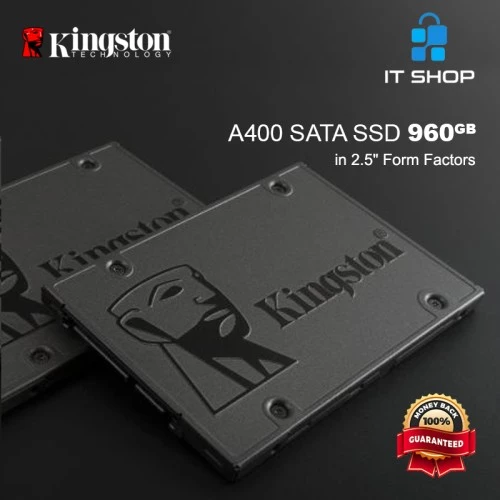 Kingston
TECHNOLOGY
IT SHOP
A400 SATA SSD 960GB
in 2.5" Form Factors
Kingston
Kingston
MONEY BACK
100%
GUARANTEED